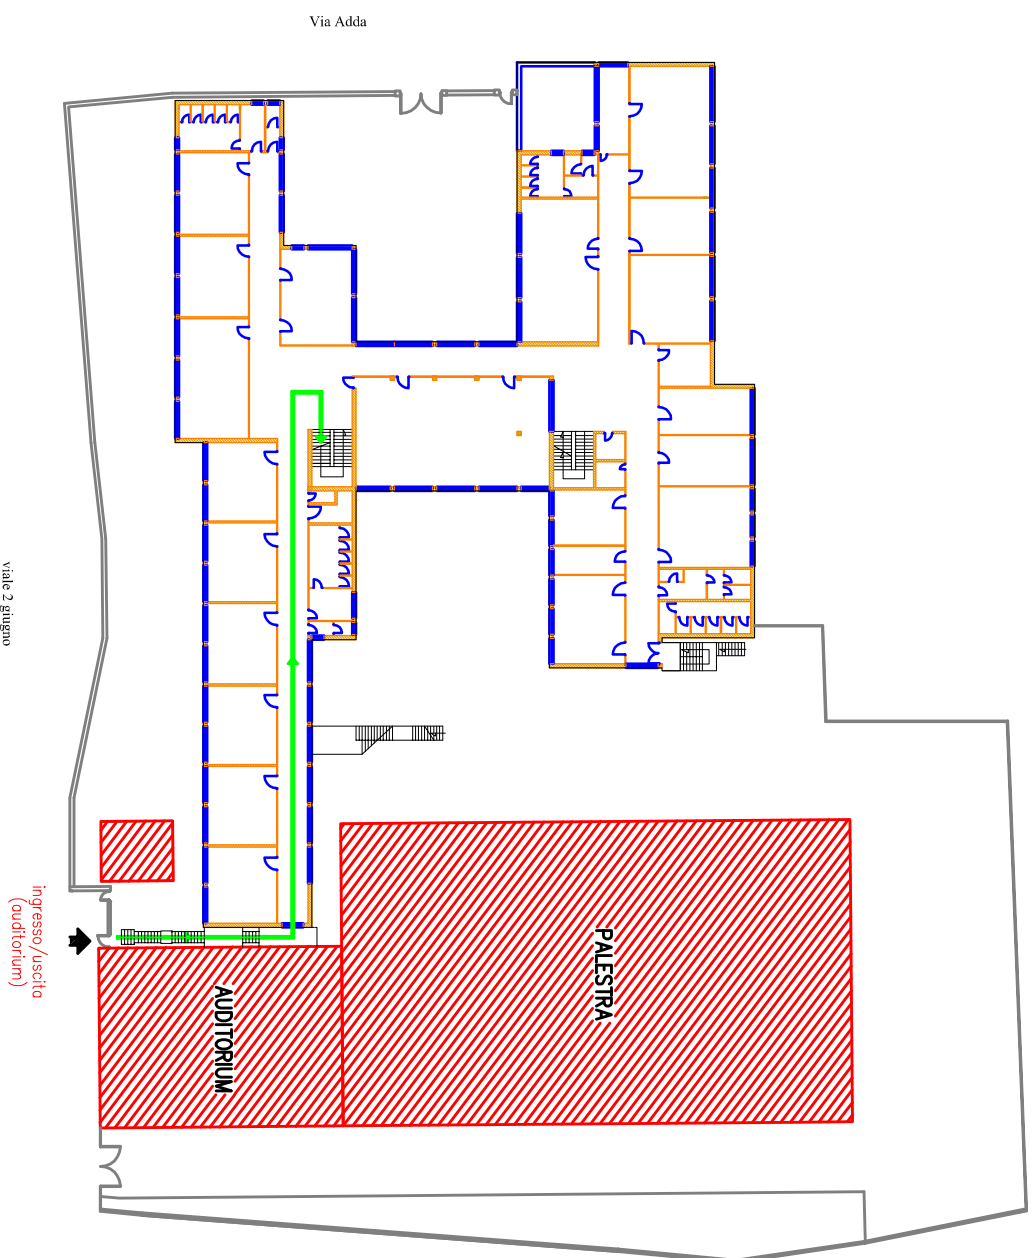 Via Adda
viale 2 giugno
ingresso/uscita
(auditorium)
PALESTRA
AUDITORIUM